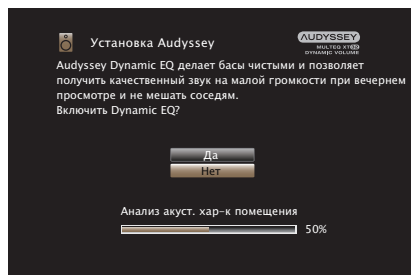 Установка Audyssey
AUDYSSEY
MULTEQ XT32
DYNAMIC VOLUME
Audyssey Dynamic EQ делает басы чистыми и позволяет
получить качественный звук на малой громкости при вечернем
просмотре и не мешать соседям.
Включить Dynamic EQ?
Да
Нет
Анализ акуст. хар-к помещения
50%